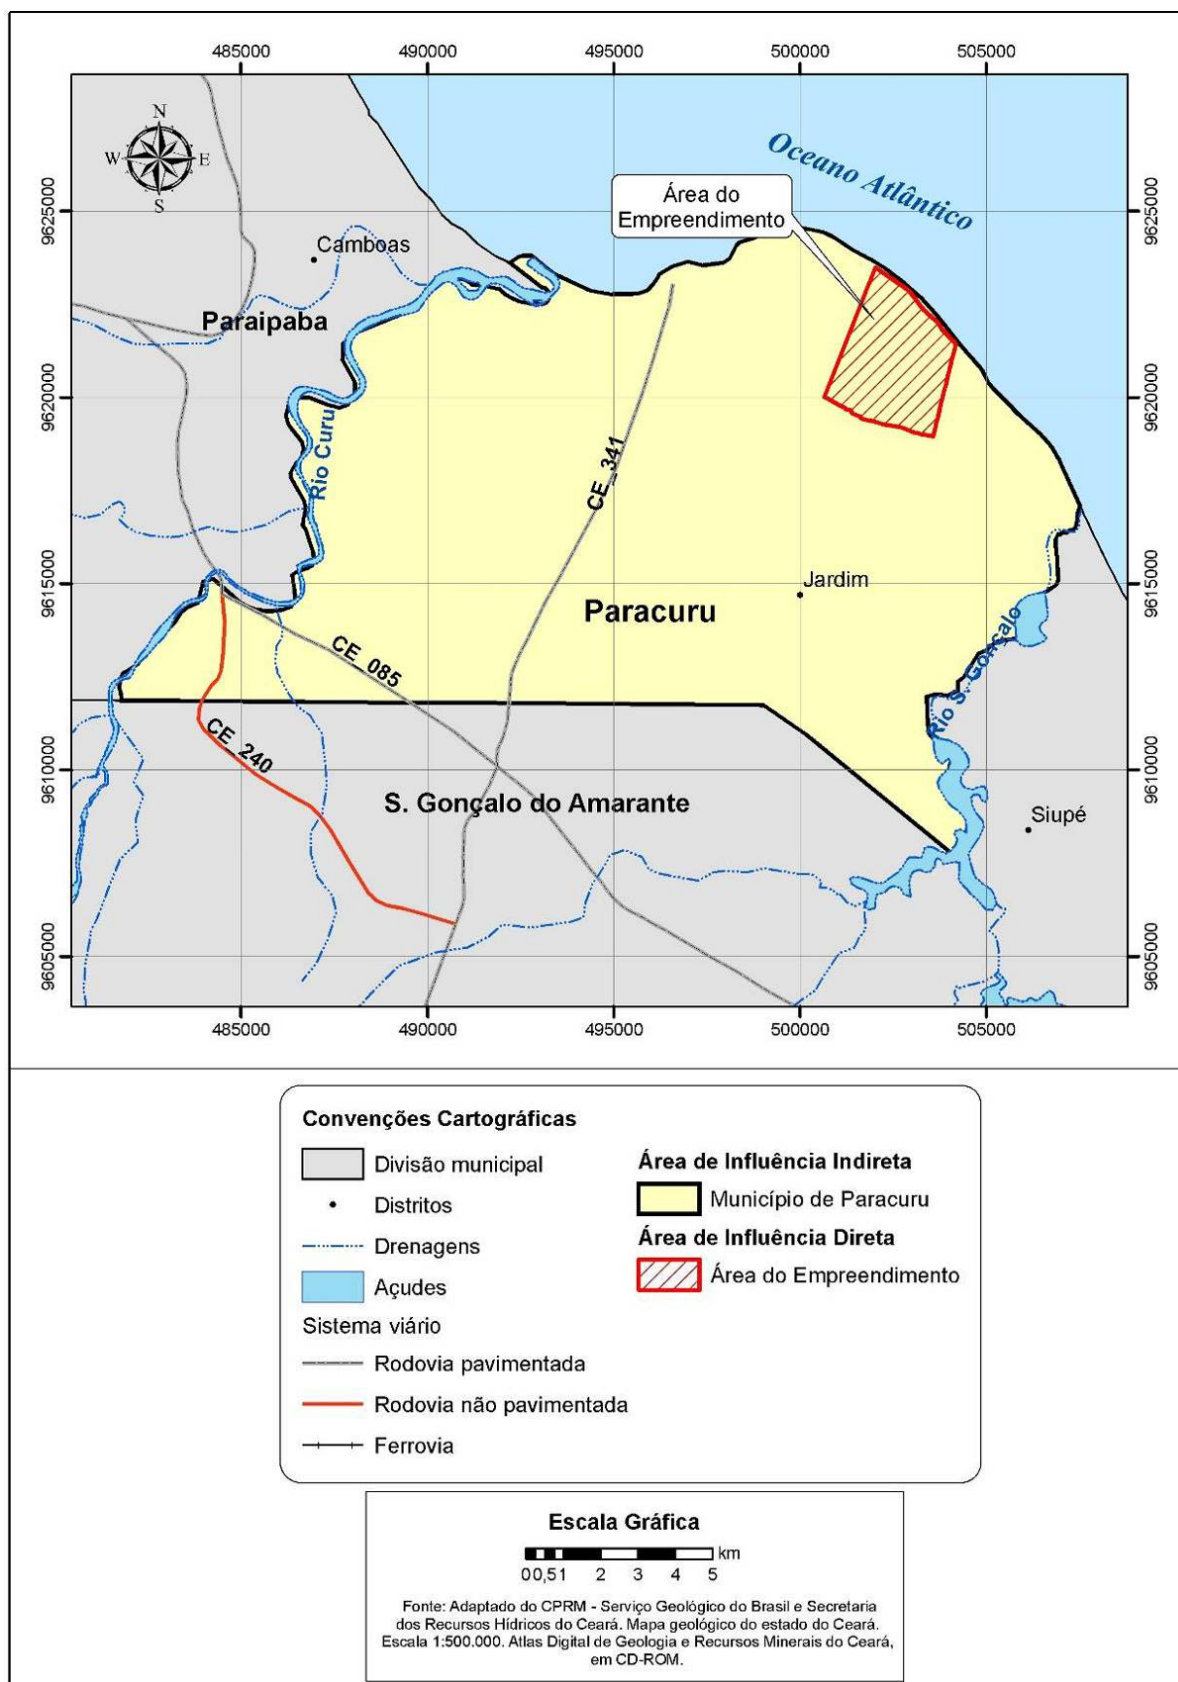 485000 490000 495000 500000 505000
N
W E
S
Oceano Atlântico
Área do
Empreendimento
9625000 9625000
Camboas
Paraipaba
9620000 9620000
Rio Curu
CE_341
9615000 9615000
Jardim
Paracuru
CE_085
Rio S. Gonçalo
CE_240
9610000 9610000
S. Gonçalo do Amarante
Siupé
9605000 9605000
485000 490000 495000 500000 505000
Convenções Cartográficas
Divisão municipal
Distritos
Drenagens
Açudes
Sistema viário
Rodovia pavimentada
Rodovia não pavimentada
Ferrovia
Área de Influência Indireta
Município de Paracuru
Área de Influência Direta
Área do Empreendimento
Escala Gráfica
km
00,51 2 3 4 5
Fonte: Adaptado do CPRM - Serviço Geológico do Brasil e Secretaria
dos Recursos Hídricos do Ceará. Mapa geológico do estado do Ceará.
Escala 1:500.000. Atlas Digital de Geologia e Recursos Minerais do Ceará,
em CD-ROM.